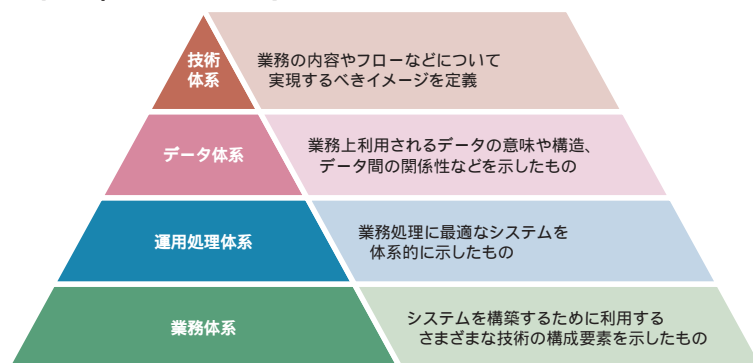 技術
体系
業務の内容やフローなどについて
実現するべきイメージを定義
データ体系
業務上利用されるデータの意味や構造、
データ間の関係性などを示したもの
運用処理体系
業務処理に最適なシステムを
体系的に示したもの
業務体系
システムを構築するために利用する
さまざまな技術の構成要素を示したもの